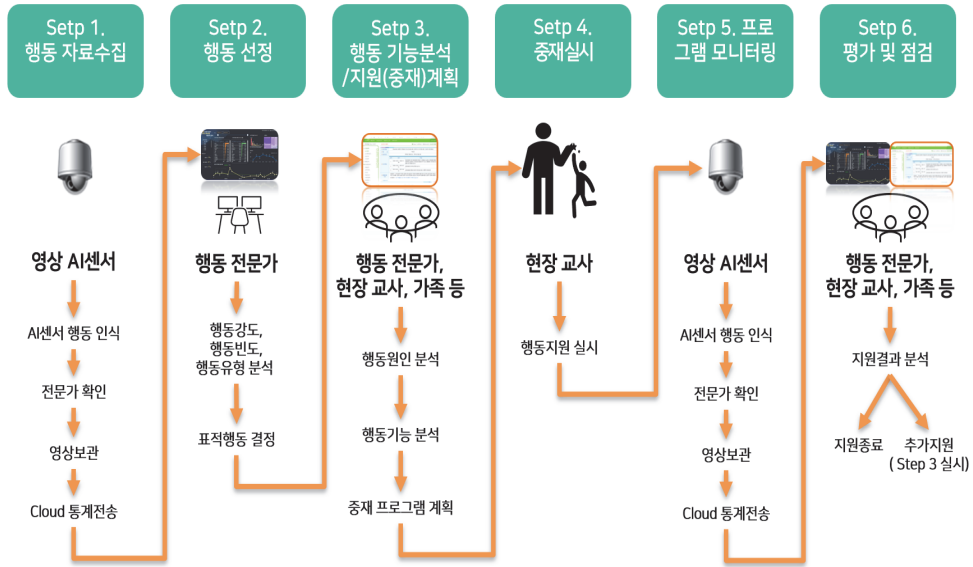 Setp 1.
행동 자료수집
Setp 2.
행동 선정
Setp 3.
행동 기능분석
/지원(중재)계획
Setp 4.
중재실시
Setp 5. 프로
그램 모니터링
Setp 6.
평가 및 점검
영상 AI센서
AI센서 행동 인식
전문가 확인
영상보관
Cloud 통계전송
행동 전문가
행동강도,
행동빈도,
행동유형 분석
표적행동 결정
행동 전문가,
현장 교사, 가족 등
행동원인 분석
행동기능 분석
중재 프로그램 계획
현장 교사
행동지원 실시
영상 AI센서
AI센서 행동 인식
전문가 확인
영상보관
Cloud 통계전송
행동 전문가,
현장 교사, 가족 등
지원결과 분석
지원종료
추가지원
( Step 3 실시)